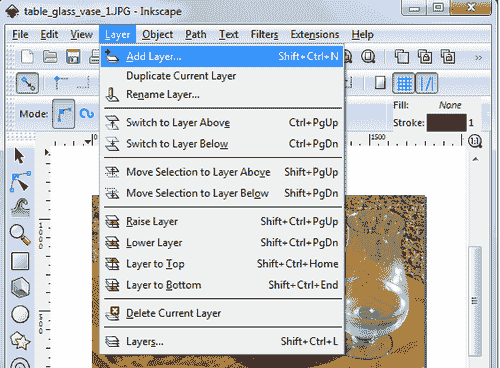 table_glass_vase_1.JPG - Inkscape
File Edit View Layer Object Path Text Filters Extensions Help
Add Layer... Shift+Ctrl+N
Duplicate Current Layer
Rename Layer...
Switch to Layer Above Ctrl+PgUp
Switch to Layer Below Ctrl+PgDn
Move Selection to Layer Above Shift+PgUp
Move Selection to Layer Below Shift+PgDn
Raise Layer Shift+Ctrl+PgUp
Lower Layer Shift+Ctrl+PgDn
Layer to Top Shift+Ctrl+Home
Layer to Bottom Shift+Ctrl+End
Delete Current Layer
Layers... Shift+Ctrl+L
Mode:
Fill: None
Stroke: 1
0 1500
1000